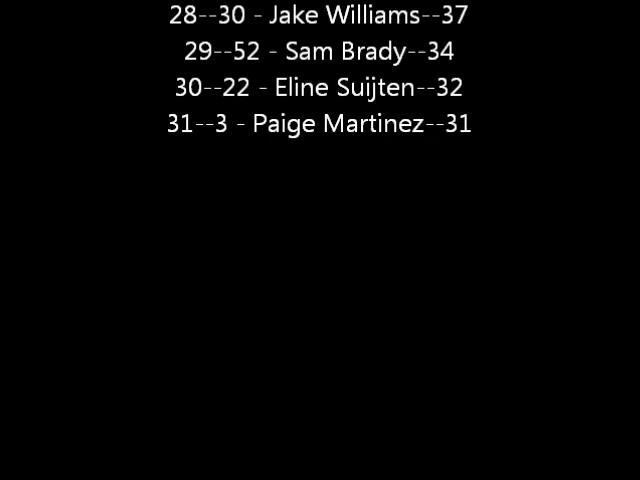 28--30 - Jake Williams--37
29--52 - Sam Brady--34
30--22 - Eline Suijten--32
31--3 - Paige Martinez--31